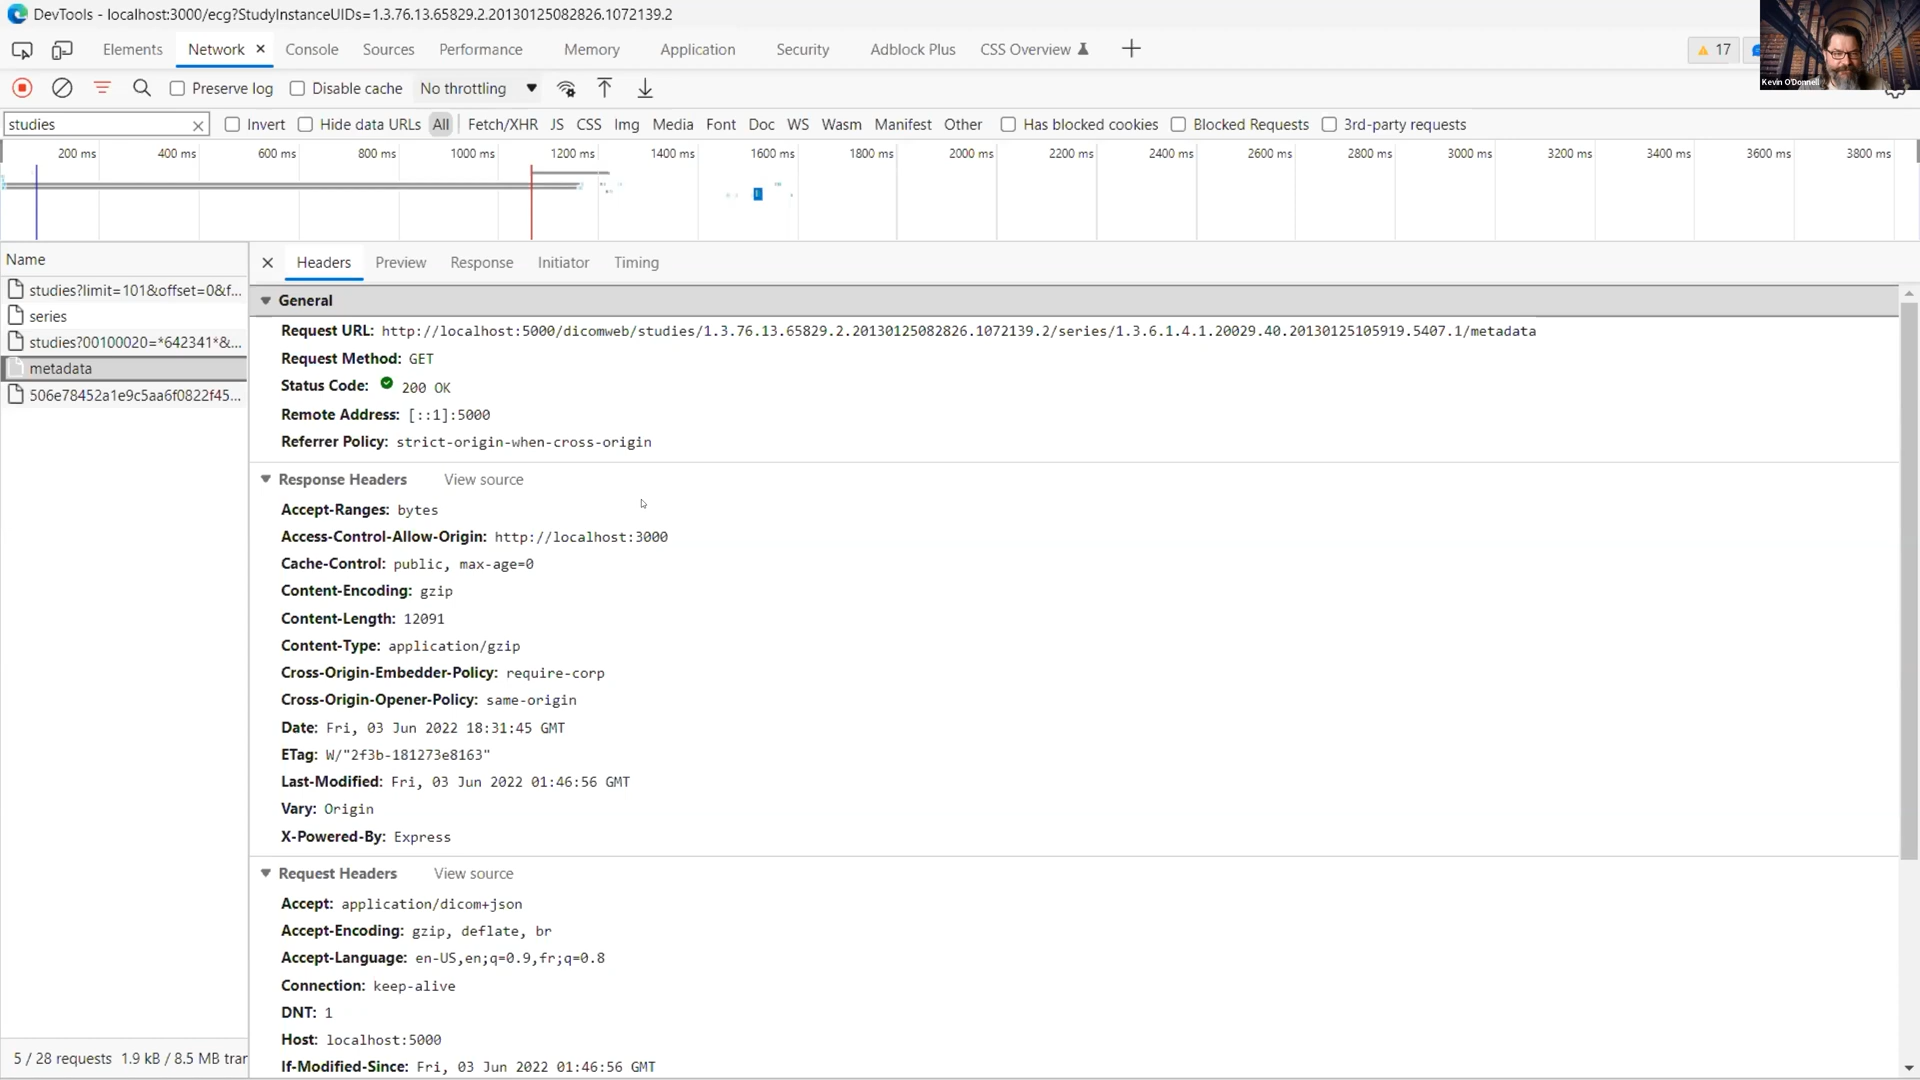 DevTools - localhost:3000/ecg?StudyInstanceUIDs=1.3.76.13.65829.2.20130125082826.1072139.2
Elements Network Console Sources Performance Memory Application Security Adblock Plus CSS Overview 17
Preserve log Disable cache No throttling
Kevin O'Donnell
studies Invert Hide data URLs All Fetch/XHR JS CSS Img Media Font Doc WS Wasm Manifest Other Has blocked cookies Blocked Requests 3rd-party requests
200 ms 400 ms 600 ms 800 ms 1000 ms 1200 ms 1400 ms 1600 ms 1800 ms 2000 ms 2200 ms 2400 ms 2600 ms 2800 ms 3000 ms 3200 ms 3400 ms 3600 ms 3800 ms
Name
studies?limit=101&offset=0&f...
series
studies?00100020=*642341*&...
metadata
506e78452a1e9c5aa6f0822f45...
5 / 28 requests 1.9 kB / 8.5 MB tran
Headers Preview Response Initiator Timing
General
Request URL: http://localhost:5000/dicomweb/studies/1.3.76.13.65829.2.20130125082826.1072139.2/series/1.3.6.1.4.1.20029.40.20130125105919.5407.1/metadata
Request Method: GET
Status Code: 200 OK
Remote Address: [::1]:5000
Referrer Policy: strict-origin-when-cross-origin
Response Headers View source
Accept-Ranges: bytes
Access-Control-Allow-Origin: http://localhost:3000
Cache-Control: public, max-age=0
Content-Encoding: gzip
Content-Length: 12091
Content-Type: application/gzip
Cross-Origin-Embedder-Policy: require-corp
Cross-Origin-Opener-Policy: same-origin
Date: Fri, 03 Jun 2022 18:31:45 GMT
ETag: W/"2f3b-181273e8163"
Last-Modified: Fri, 03 Jun 2022 01:46:56 GMT
Vary: Origin
X-Powered-By: Express
Request Headers View source
Accept: application/dicom+json
Accept-Encoding: gzip, deflate, br
Accept-Language: en-US,en;q=0.9,fr;q=0.8
Connection: keep-alive
DNT: 1
Host: localhost:5000
If-Modified-Since: Fri, 03 Jun 2022 01:46:56 GMT